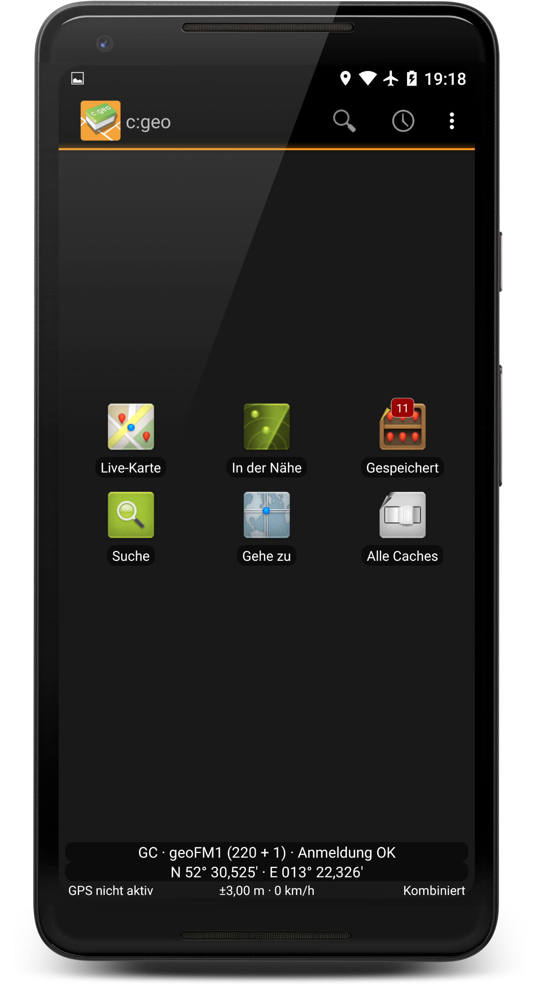 19:18
c:geo
c:geo
11
Live-Karte
In der Nähe
Gespeichert
Suche
Gehe zu
Alle Caches
GC · geoFM1 (220 + 1) · Anmeldung OK
N 52° 30,525' · E 013° 22,326'
GPS nicht aktiv
±3,00 m · 0 km/h
Kombiniert